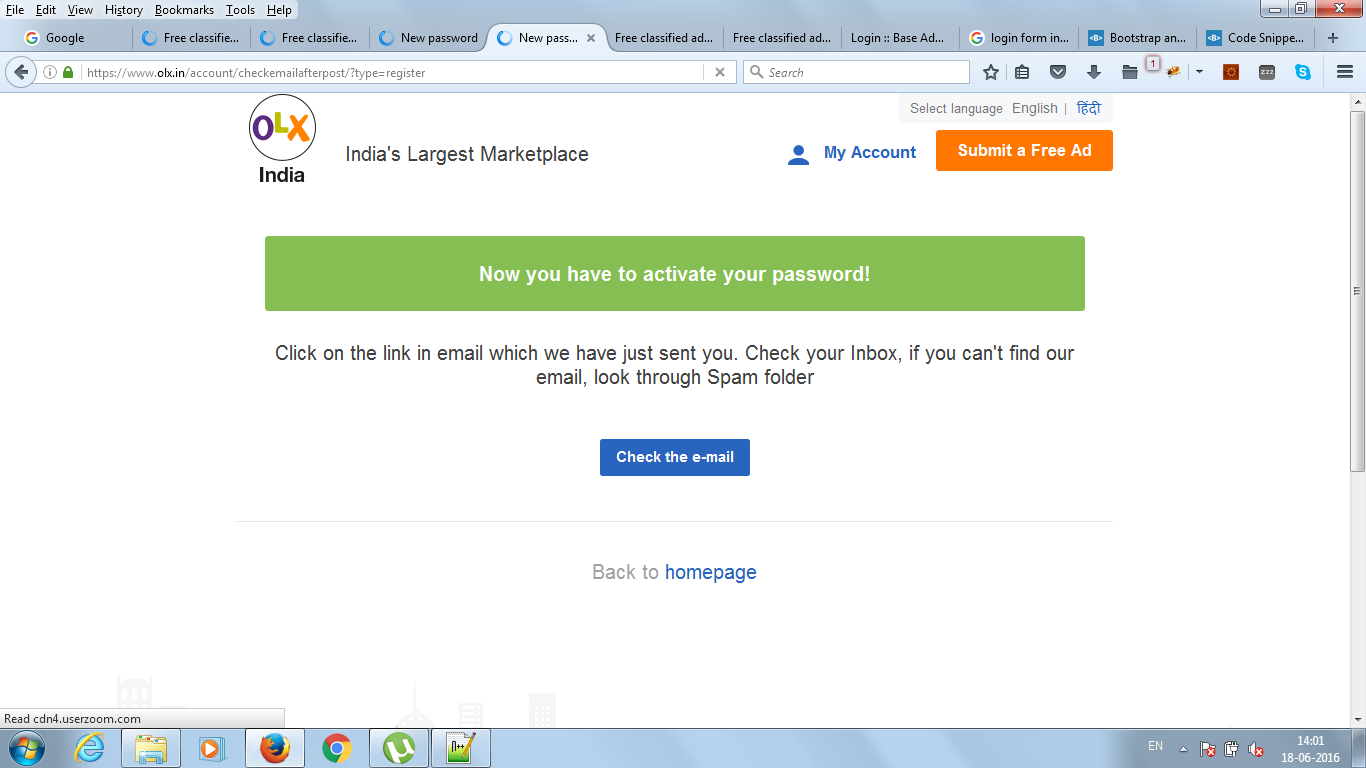 File Edit View History Bookmarks Tools Help
Google Free classifie... Free classifie... New password New pass... Free classified ad... Free classified ad... Login :: Base Ad... login form in... Bootstrap an... Code Snippe...
https://www.olx.in/account/checkemailafterpost/?type=register Search 1 zzz
Select language English | हिंदी
OLX
India
India's Largest Marketplace
My Account
Submit a Free Ad
Now you have to activate your password!
Click on the link in email which we have just sent you. Check your Inbox, if you can't find our
email, look through Spam folder
Check the e-mail
Back to homepage
Read cdn4.userzoom.com
EN 14:01
18-06-2016